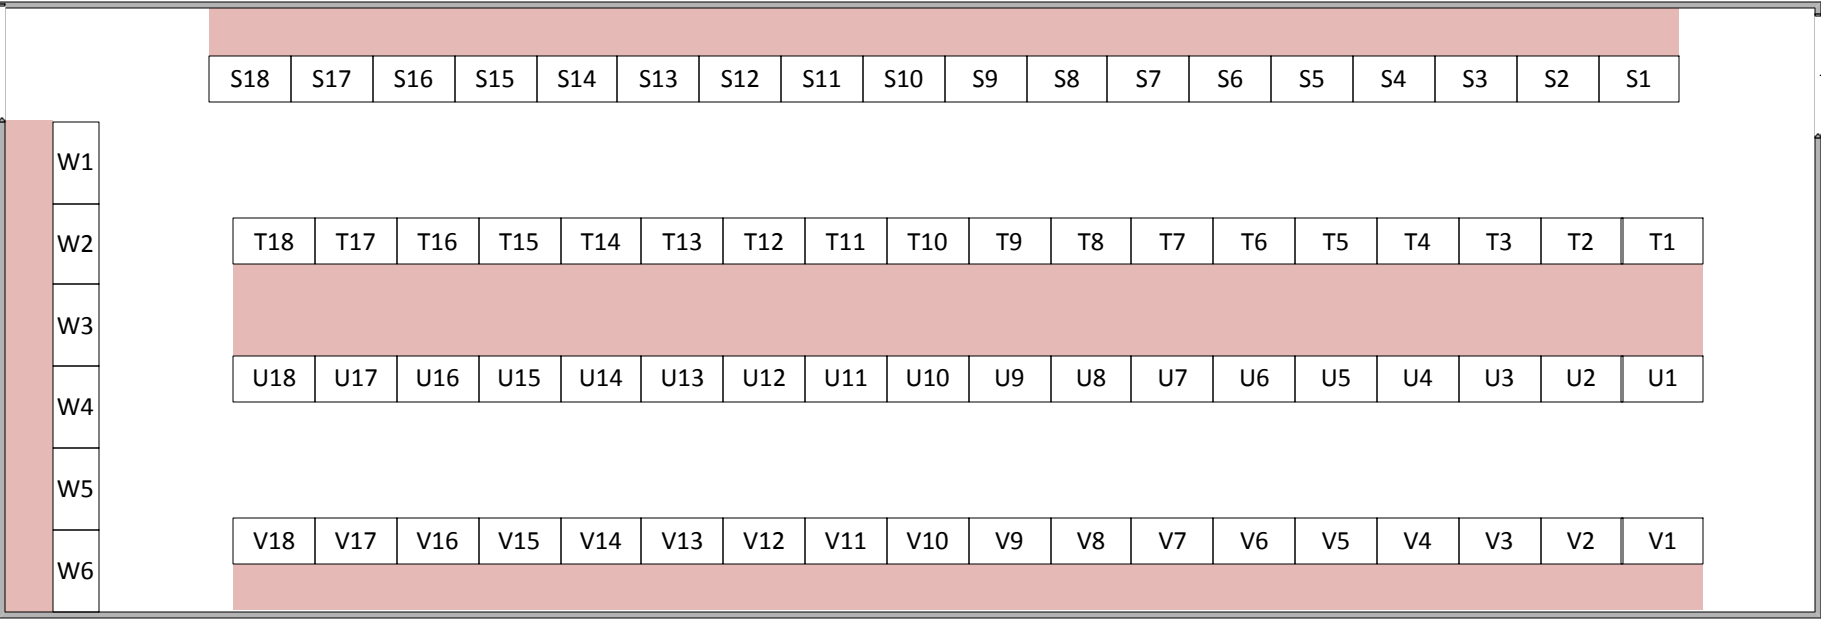 S18 S17 S16 S15 S14 S13 S12 S11 S10 S9 S8 S7 S6 S5 S4 S3 S2 S1
W1
W2 T18 T17 T16 T15 T14 T13 T12 T11 T10 T9 T8 T7 T6 T5 T4 T3 T2 T1
W3
U18 U17 U16 U15 U14 U13 U12 U11 U10 U9 U8 U7 U6 U5 U4 U3 U2 U1
W4
W5
V18 V17 V16 V15 V14 V13 V12 V11 V10 V9 V8 V7 V6 V5 V4 V3 V2 V1
W6